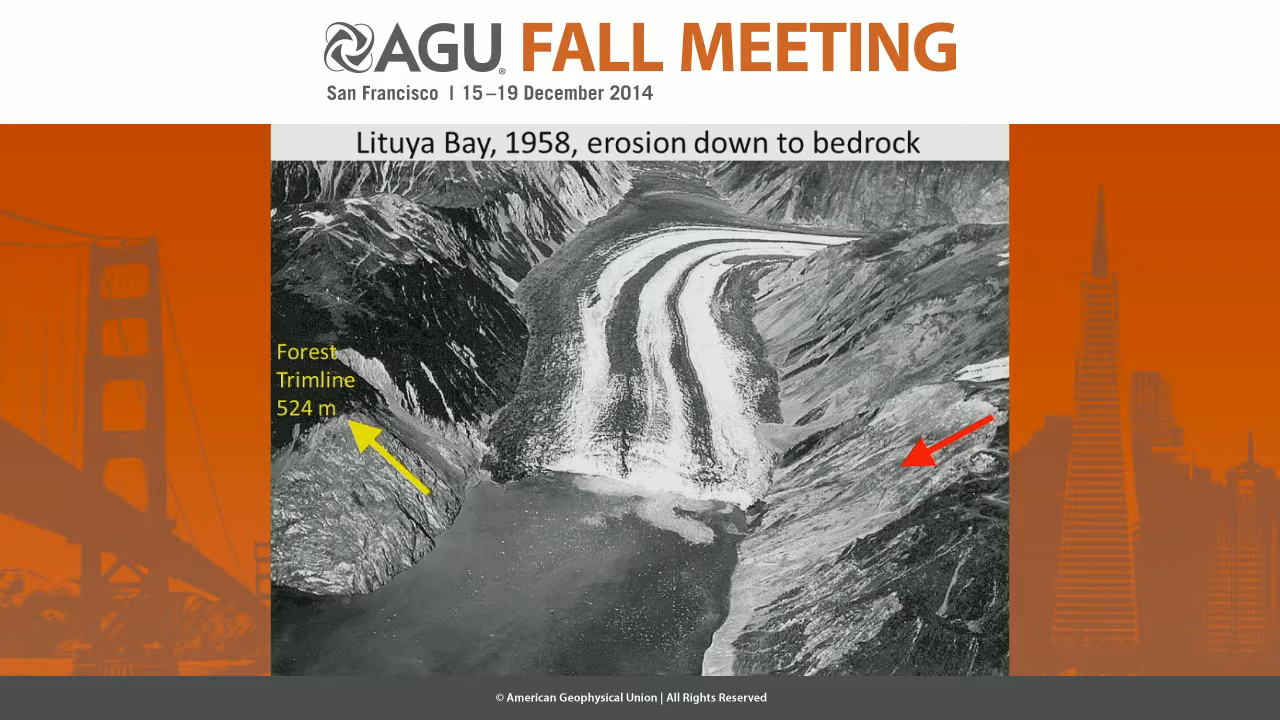 AGU® FALL MEETING
San Francisco | 15–19 December 2014
Lituya Bay, 1958, erosion down to bedrock
Forest
Trimline
524 m
© American Geophysical Union | All Rights Reserved